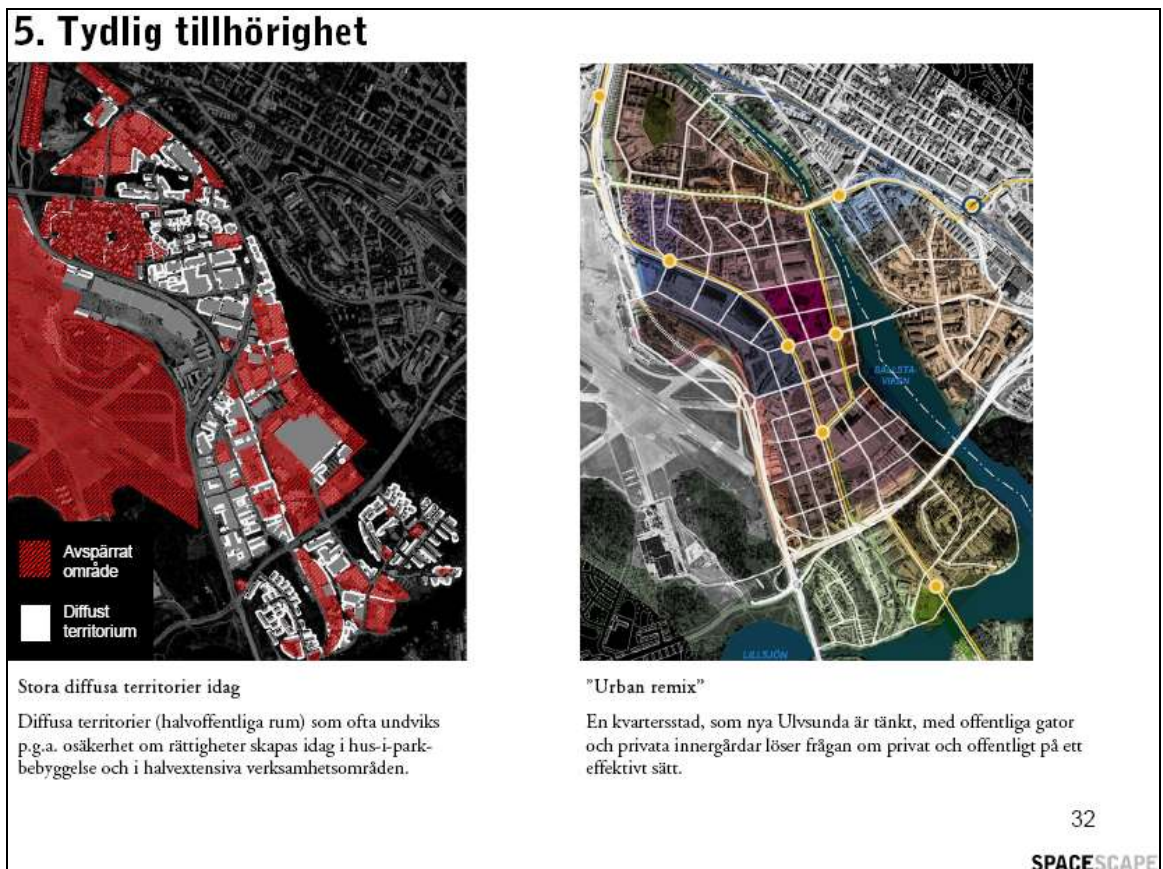 5. Tydlig tillhörighet
Avspärrat
område
Diffust
territorium
BÄLLSTA
VIKEN
LILLSJÖN
Stora diffusa territorier idag
Diffusa territorier (halvoffentliga rum) som ofta undviks
p.g.a. osäkerhet om rättigheter skapas idag i hus-i-park-
bebyggelse och i halvextensiva verksamhetsområden.
”Urban remix”
En kvartersstad, som nya Ulvsunda är tänkt, med offentliga gator
och privata innergårdar löser frågan om privat och offentligt på ett
effektivt sätt.
32
SPACESCAPE